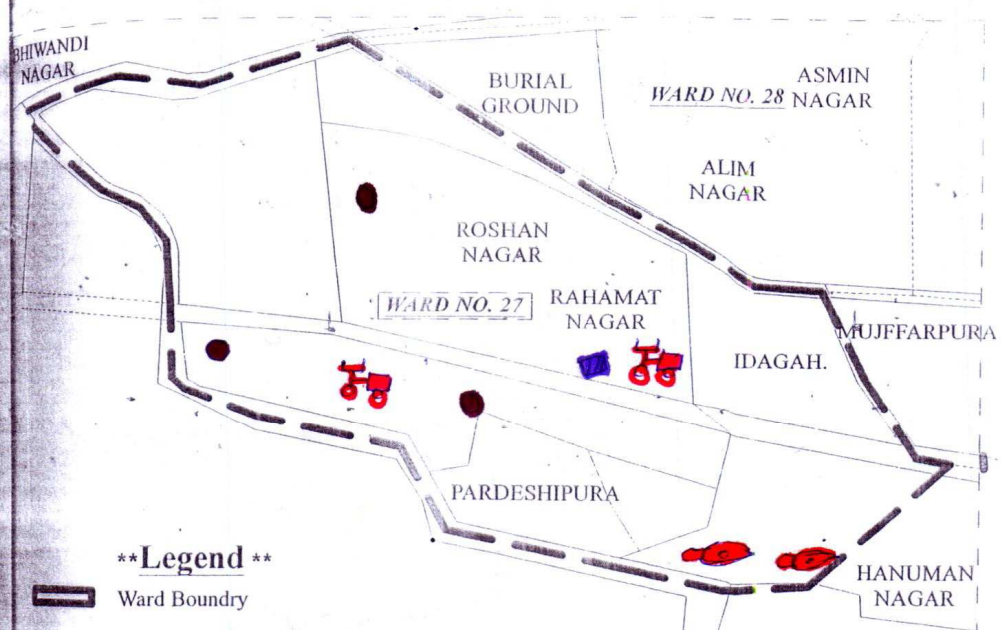 BHIWANDI
NAGAR
BURIAL
GROUND
WARD NO. 28
ASMIN
NAGAR
ALIM
NAGAR
ROSHAN
NAGAR
WARD NO. 27
RAHAMAT
NAGAR
MUJFFARPURA
IDAGAH.
PARDESHIPURA
**Legend **
Ward Boundry
HANUMAN
NAGAR